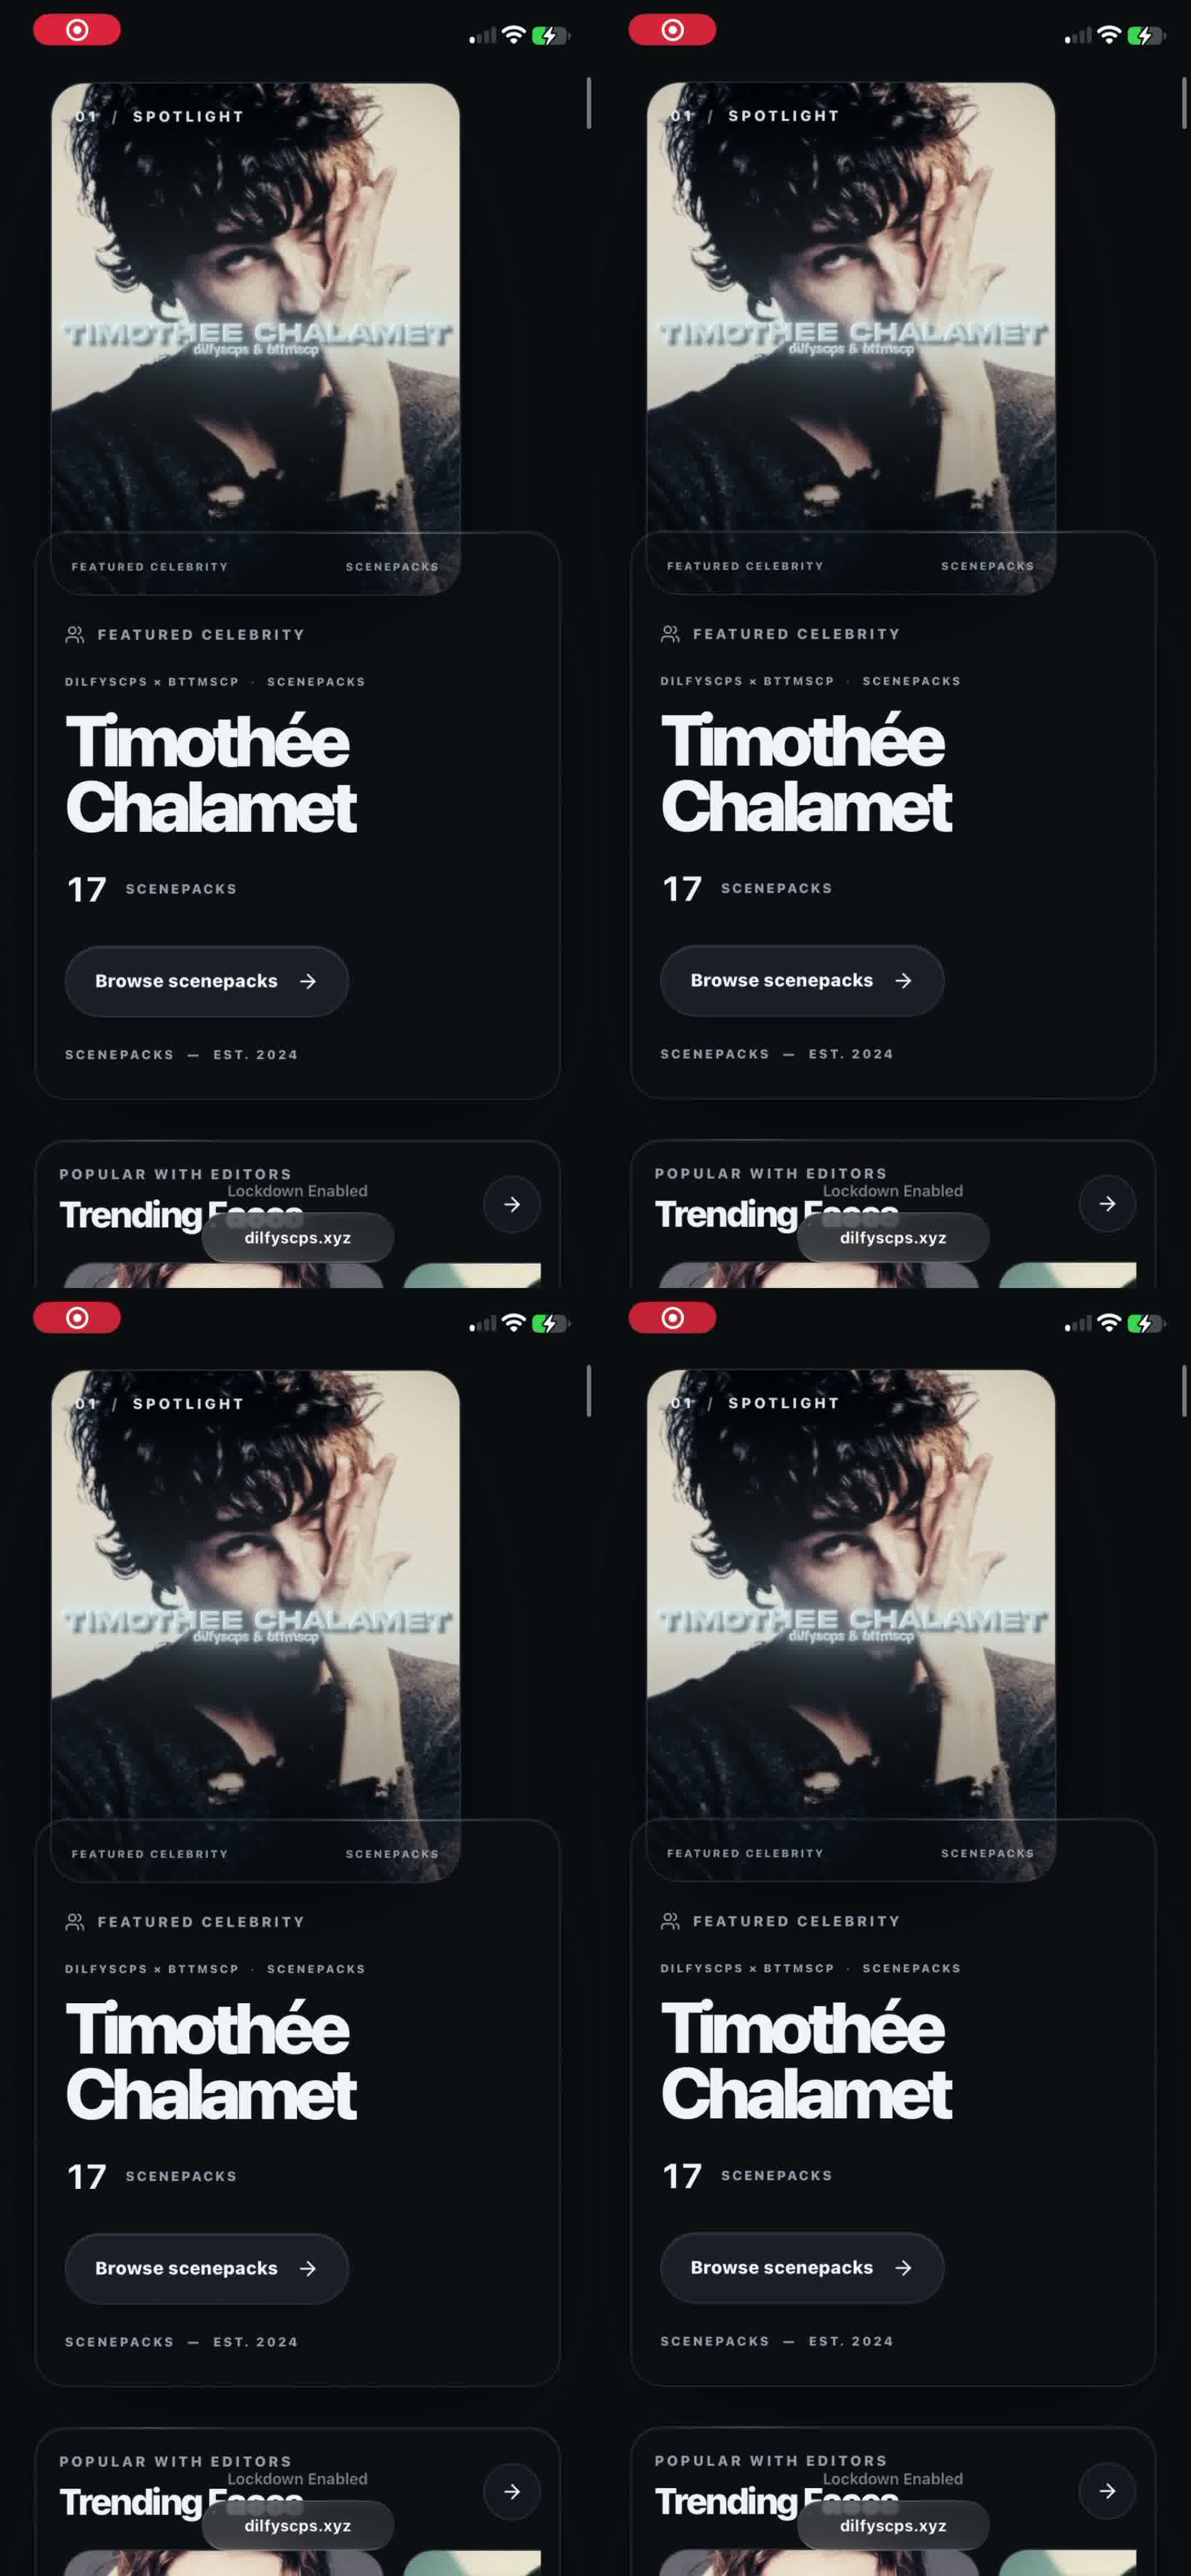 01 / SPOTLIGHT
TIMOTHEE CHALAMET
dilfyscps & bttmscp
FEATURED CELEBRITY SCENEPACKS
FEATURED CELEBRITY
DILFYSCPS × BTTMSCP · SCENEPACKS
Timothée
Chalamet
17 SCENEPACKS
Browse scenepacks →
SCENEPACKS — EST. 2024
POPULAR WITH EDITORS
Lockdown Enabled
Trending Faces
dilfyscps.xyz
01 / SPOTLIGHT
TIMOTHEE CHALAMET
dilfyscps & bttmscp
FEATURED CELEBRITY SCENEPACKS
FEATURED CELEBRITY
DILFYSCPS × BTTMSCP · SCENEPACKS
Timothée
Chalamet
17 SCENEPACKS
Browse scenepacks →
SCENEPACKS — EST. 2024
POPULAR WITH EDITORS
Lockdown Enabled
Trending Faces
dilfyscps.xyz
01 / SPOTLIGHT
TIMOTHEE CHALAMET
dilfyscps & bttmscp
FEATURED CELEBRITY SCENEPACKS
FEATURED CELEBRITY
DILFYSCPS × BTTMSCP · SCENEPACKS
Timothée
Chalamet
17 SCENEPACKS
Browse scenepacks →
SCENEPACKS — EST. 2024
POPULAR WITH EDITORS
Lockdown Enabled
Trending Faces
dilfyscps.xyz
01 / SPOTLIGHT
TIMOTHEE CHALAMET
dilfyscps & bttmscp
FEATURED CELEBRITY SCENEPACKS
FEATURED CELEBRITY
DILFYSCPS × BTTMSCP · SCENEPACKS
Timothée
Chalamet
17 SCENEPACKS
Browse scenepacks →
SCENEPACKS — EST. 2024
POPULAR WITH EDITORS
Lockdown Enabled
Trending Faces
dilfyscps.xyz